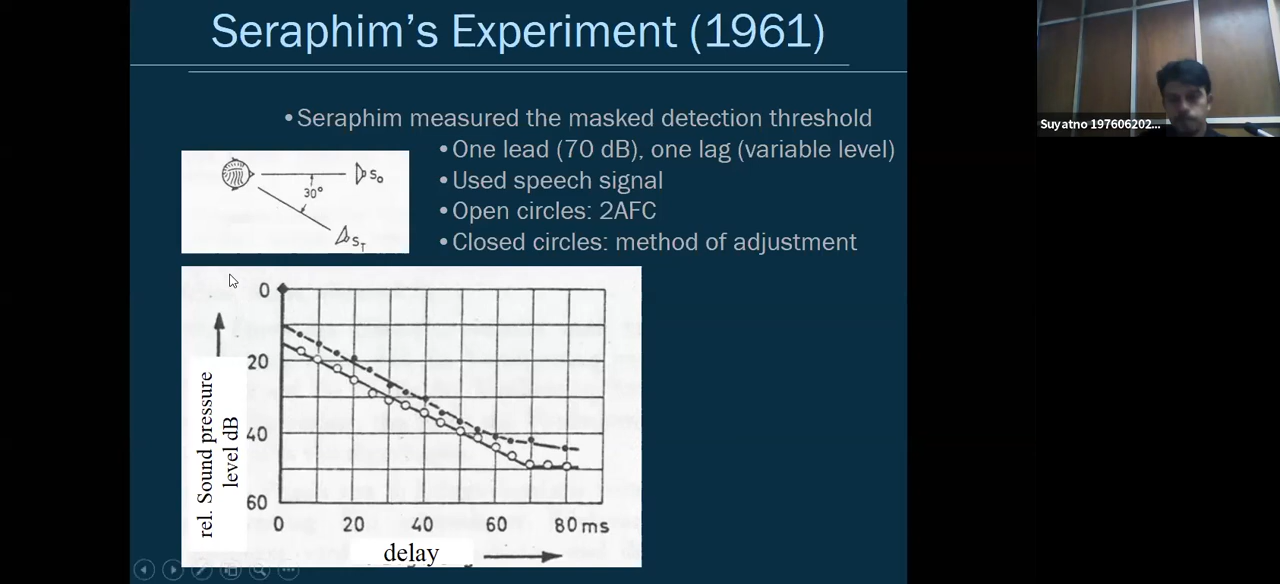 Seraphim's Experiment (1961)
•Seraphim measured the masked detection threshold
•One lead (70 dB), one lag (variable level)
•Used speech signal
•Open circles: 2AFC
•Closed circles: method of adjustment
Suyatno 197606202...
S₀
30°
S_T
0
20
40
60
rel. Sound pressure
level dB
0 20 40 60 80 ms
delay